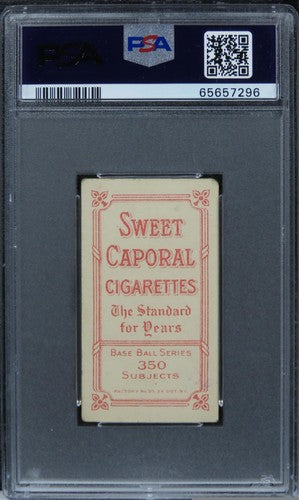 PSA
PSA
65657296
SWEET
CAPORAL
CIGARETTES
The Standard
for Years
BASE BALL SERIES
350
SUBJECTS